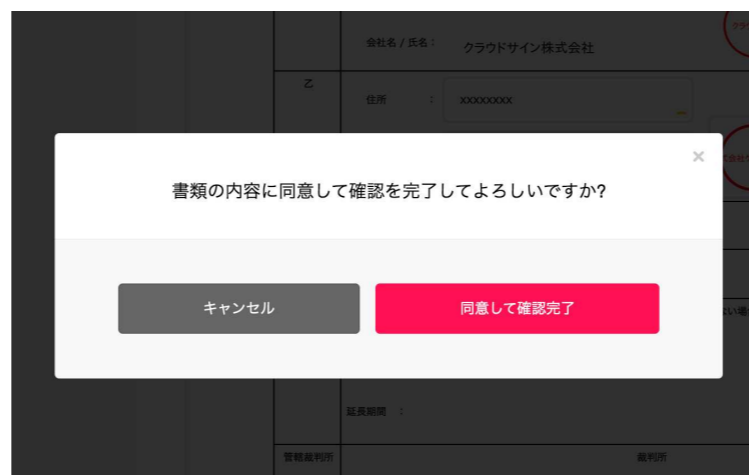 会社名 / 氏名：
クラウドサイン株式会社
乙
住所 ：
xxxxxxxx
×
書類の内容に同意して確認を完了してよろしいですか?
キャンセル
同意して確認完了
延長期間 ：
管轄裁判所
裁判所